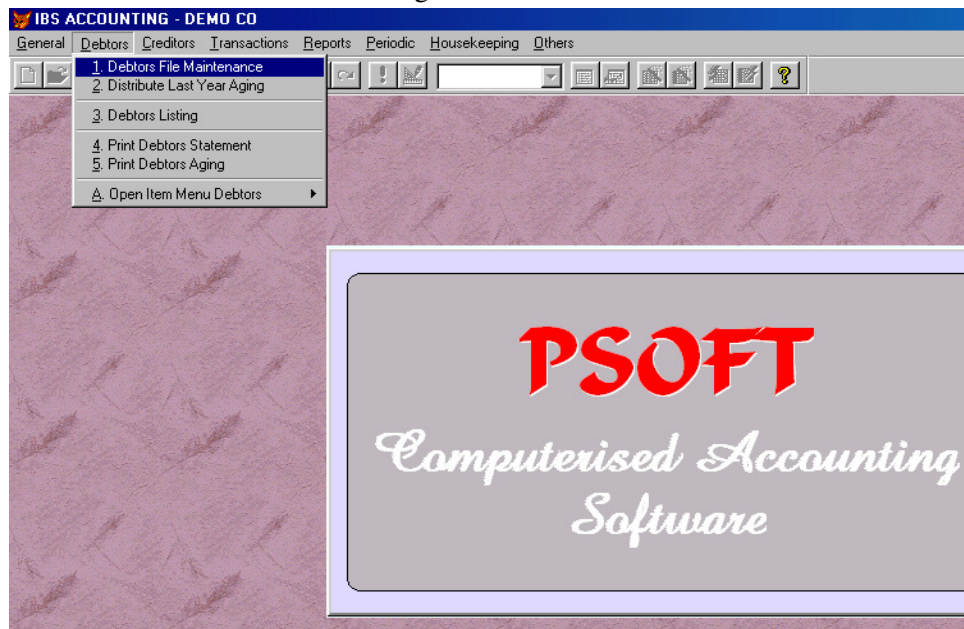 IBS ACCOUNTING - DEMO CO
General Debtors Creditors Transactions Reports Periodic Housekeeping Others
1. Debtors File Maintenance
2. Distribute Last Year Aging
3. Debtors Listing
4. Print Debtors Statement
5. Print Debtors Aging
A. Open Item Menu Debtors
PSOFT
Computerised Accounting
Software